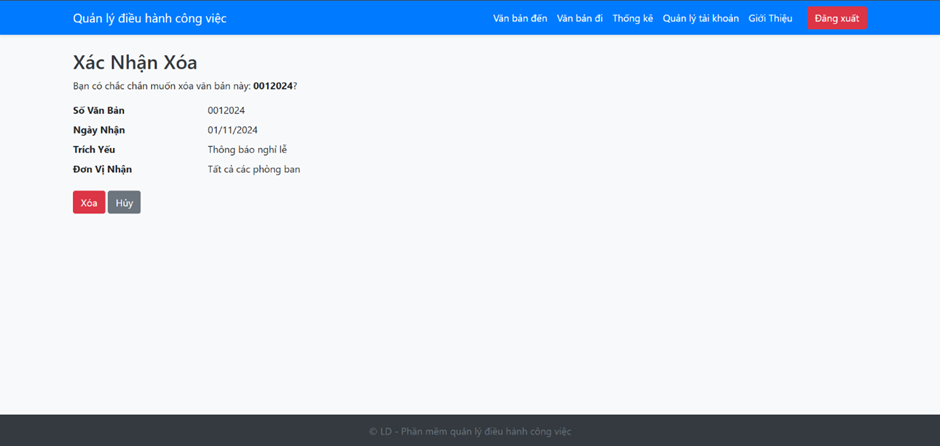 Quản lý điều hành công việc
Văn bản đến Văn bản đi Thống kê Quản lý tài khoản Giới Thiệu Đăng xuất
Xác Nhận Xóa
Bạn có chắc chắn muốn xóa văn bản này: 0012024?
Số Văn Bản 0012024
Ngày Nhận 01/11/2024
Trích Yếu Thông báo nghỉ lễ
Đơn Vị Nhận Tất cả các phòng ban
Xóa Hủy
© LD - Phần mềm quản lý điều hành công việc